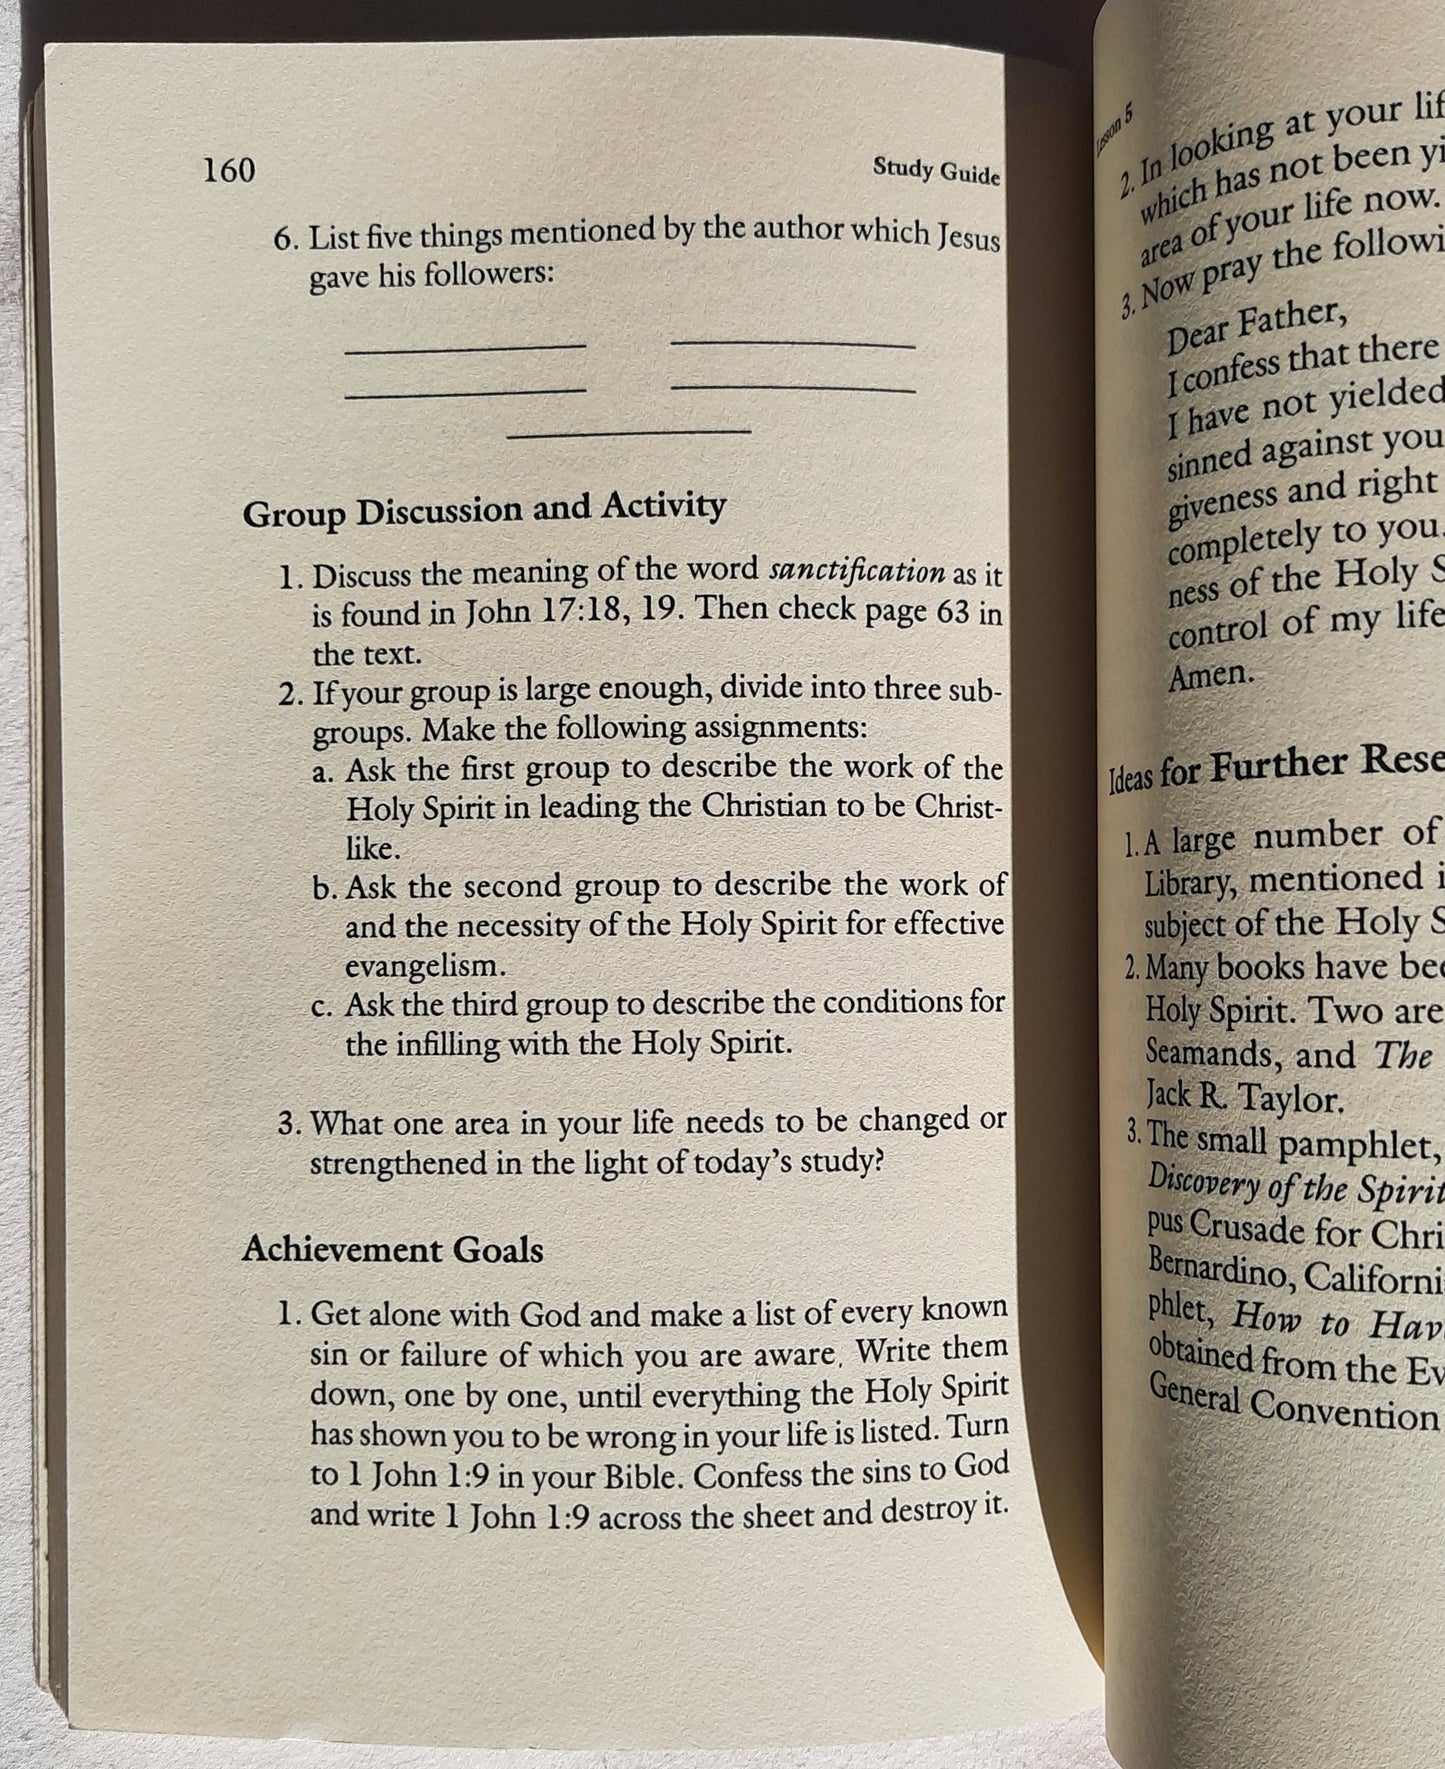 160
Study Guide
6. List five things mentioned by the author which Jesus
gave his followers:
Group Discussion and Activity
1. Discuss the meaning of the word sanctification as it
is found in John 17:18, 19. Then check page 63 in
the text.
2. If your group is large enough, divide into three sub-
groups. Make the following assignments:
a. Ask the first group to describe the work of the
Holy Spirit in leading the Christian to be Christ-
like.
b. Ask the second group to describe the work of
and the necessity of the Holy Spirit for effective
evangelism.
c. Ask the third group to describe the conditions for
the infilling with the Holy Spirit.
3. What one area in your life needs to be changed or
strengthened in the light of today's study?
Achievement Goals
1. Get alone with God and make a list of every known
sin or failure of which you are aware. Write them
down, one by one, until everything the Holy Spirit
has shown you to be wrong in your life is listed. Turn
to 1 John 1:9 in your Bible. Confess the sins to God
and write 1 John 1:9 across the sheet and destroy it.
Lesson 5
2. In looking at your
which has not been
area of your life now.
3. Now pray the
Dear Father,
I confess that there
I have not yielded
sinned against you
giveness and right
completely to you.
ness of the Holy
control of my life
Amen.
Ideas for Further
1. A large number of
Library, mentioned
subject of the Holy
2. Many books have
Holy Spirit. Two are
Seamands, and The
Jack R. Taylor.
3. The small pamphlet,
Discovery of the Spirit
pus Crusade for
Bernardino,
phlet, How to
obtained from the
General Convention